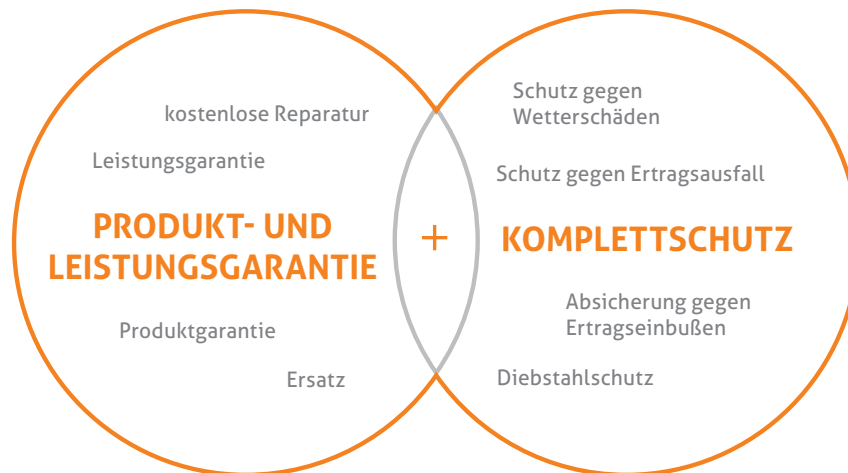 kostenlose Reparatur
Leistungsgarantie
PRODUKT- UND
LEISTUNGSGARANTIE
Produktgarantie
Ersatz
+
Schutz gegen
Wetterschäden
Schutz gegen Ertragsausfall
KOMPLETTSCHUTZ
Absicherung gegen
Ertragseinbußen
Diebstahlschutz